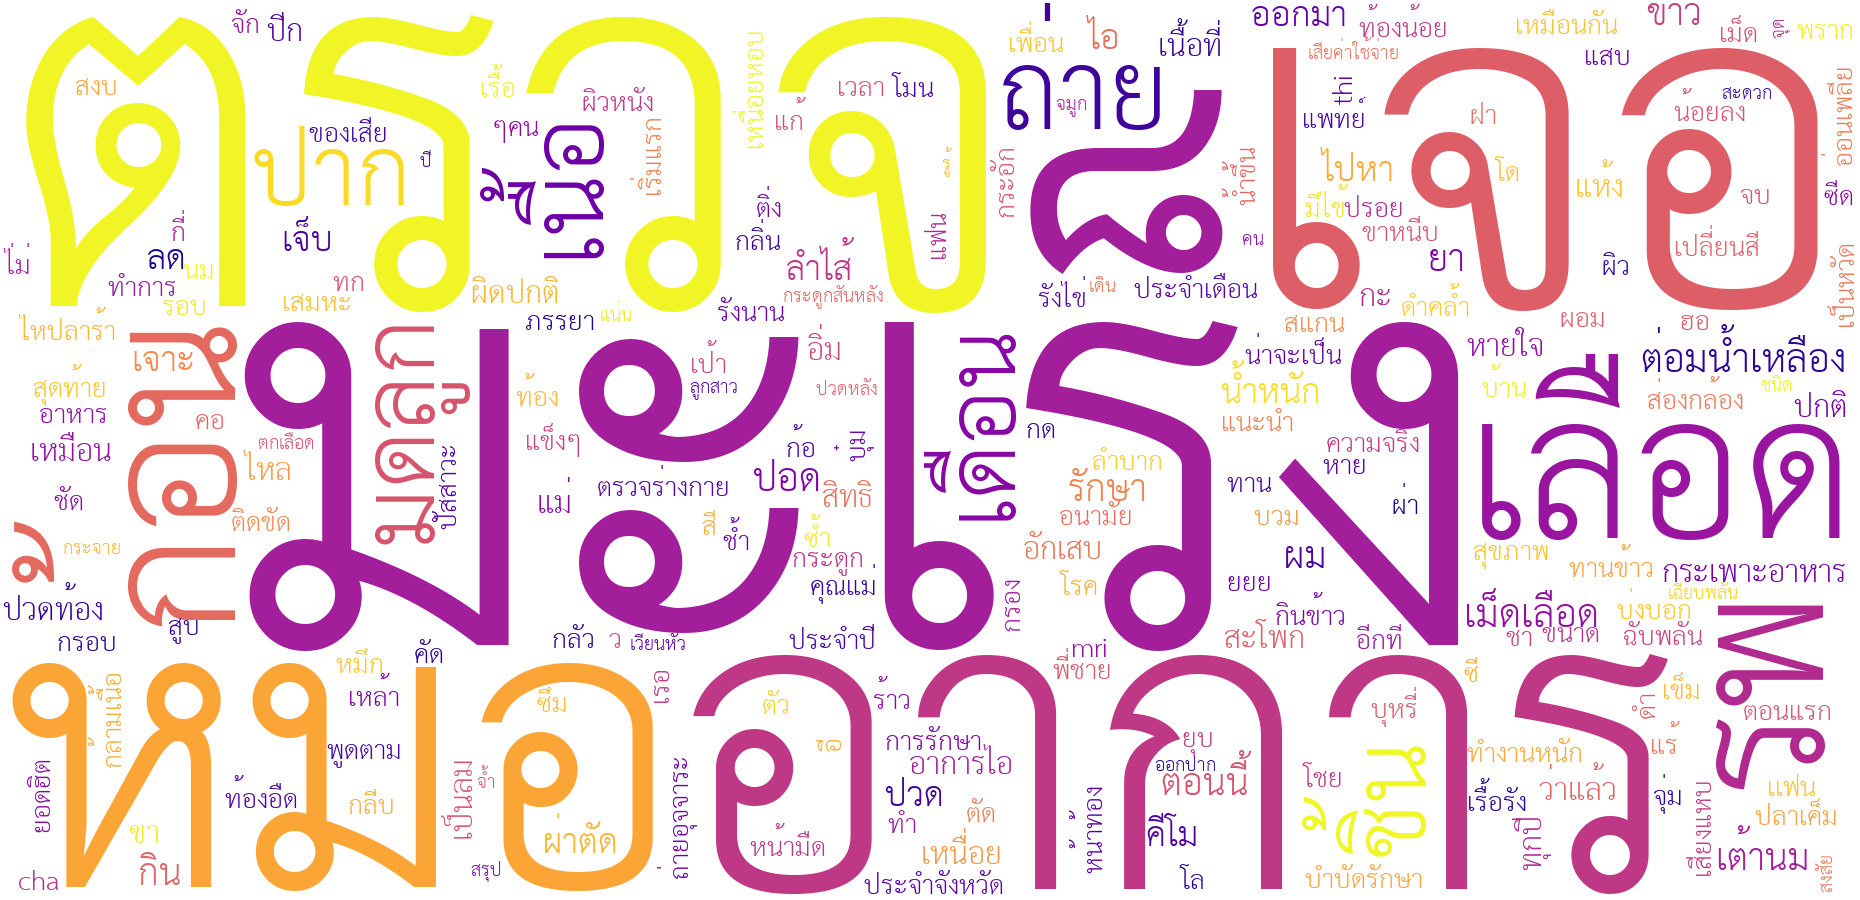 ตรวจ
เจอ
มะเร็ง
หมอ
อาการ
เลือด
ก้อน
ถ่าย
ปาก
เนื้อ
เดือน
มดลูก
ชิ้น
รพ
จัก
ปีก
สงบ
ของเสีย
ปี
เจ็บ
กี่
ลด
นม
ไม่
ทำการ
รอบ
ทก
เสมหะ
ผิดปกติ
เรื้อ
ๆคน
ผิวหนัง
เริ่มแรก
เหนื่อยหอบ
แก้
เวลา
โมน
ติ่ง
กลิ่น
แฟน
ลำไส้
กระดูกสันหลัง
รังนาน
ภรรยา
แน่น
เพื่อน
ไอ
เนื้อที่
จมูก
กระอัก
รังไข่
เดิน
ประจำเดือน
น้ำขึ้น
คน
ออกมา
ท้องน้อย
เสียค่าใช้จ่าย
thi
แพทย์
ไปหา
มีไข้
ปรอย
ขาหนีบ
ยา
กะ
ดำคล้ำ
สแกน
ฝา
โด
เหมือนกัน
แสบ
แห้ง
ผิว
ผอม
ขาว
เม็ด
พราก
สะดวก
น้อยลง
จบ
เปลี่ยนสี
ซีด
อ่อนเพลีย
เป็นหวัด
ฮอ
ไหปลาร้า
เจาะ
สุดท้าย
อาหาร
เหมือน
คอ
ตกเลือด
ไหล
ชัด
ติดขัด
กระจาย
ปวดท้อง
กรอบ
สูบ
ปัสสาวะ
ท้อง
แข็งๆ
แม่
เป้า
ลูกสาว
อิ่ม
ปวดหลัง
ก้อ
ปอด
ตรวจร่างกาย
สิทธิ
สี
ช้ำ
ช้ำ
กระดูก
คุณแม่
กลัว
ว
เวียนหัว
ประจำปี
กด
ลำบาก
รักษา
อนามัย
อักเสบ
โรค
กรอง
น่าจะเป็น
น้ำหนัก
แนะนำ
ความจริง
หาย
ทาน
บวม
ผ่า
ผม
ยยย
กินข้าว
สะโพก
อีกที
หายใจ
บ้าน
ต่อมน้ำเหลือง
ชนิด
ส่องกล้อง
ปกติ
สุขภาพ
ทานข้าว
กระเพาะอาหาร
เฉียบพลัน
เม็ดเลือด
บ่งบอก
ชา
ขนาด
ฉับพลัน
กล้ามเนื้อ
หมึก
คัด
เหล้า
พูดตาม
ยอดฮิต
ท้องอืด
กลีบ
ขา
cha
กิน
เป็นลม
จ้ำ
สรุป
ซึม
ผ่าตัด
เรอ
ถ่ายอุจจาระ
ตัว
หน้ามืด
ร้าว
การรักษา
อาการไอ
ปวด
ทำ
ตัด
เหนื่อย
ประจำจังหวัด
mri
พี่ชาย
หน้าท้อง
ยุบ
ออกปาก
ตอนนี้
คีโม
โล
บุหรี่
โชย
บำบัดรักษา
ซี
ทำงานหนัก
เรื้อรัง
ทุกปี
ว่าแล้ว
ดำ
เข็ม
แร้
จุ่ม
เสียงแหบ
ตอนแรก
แฟน
ปลาเค็ม
เต้านม
สงสัย